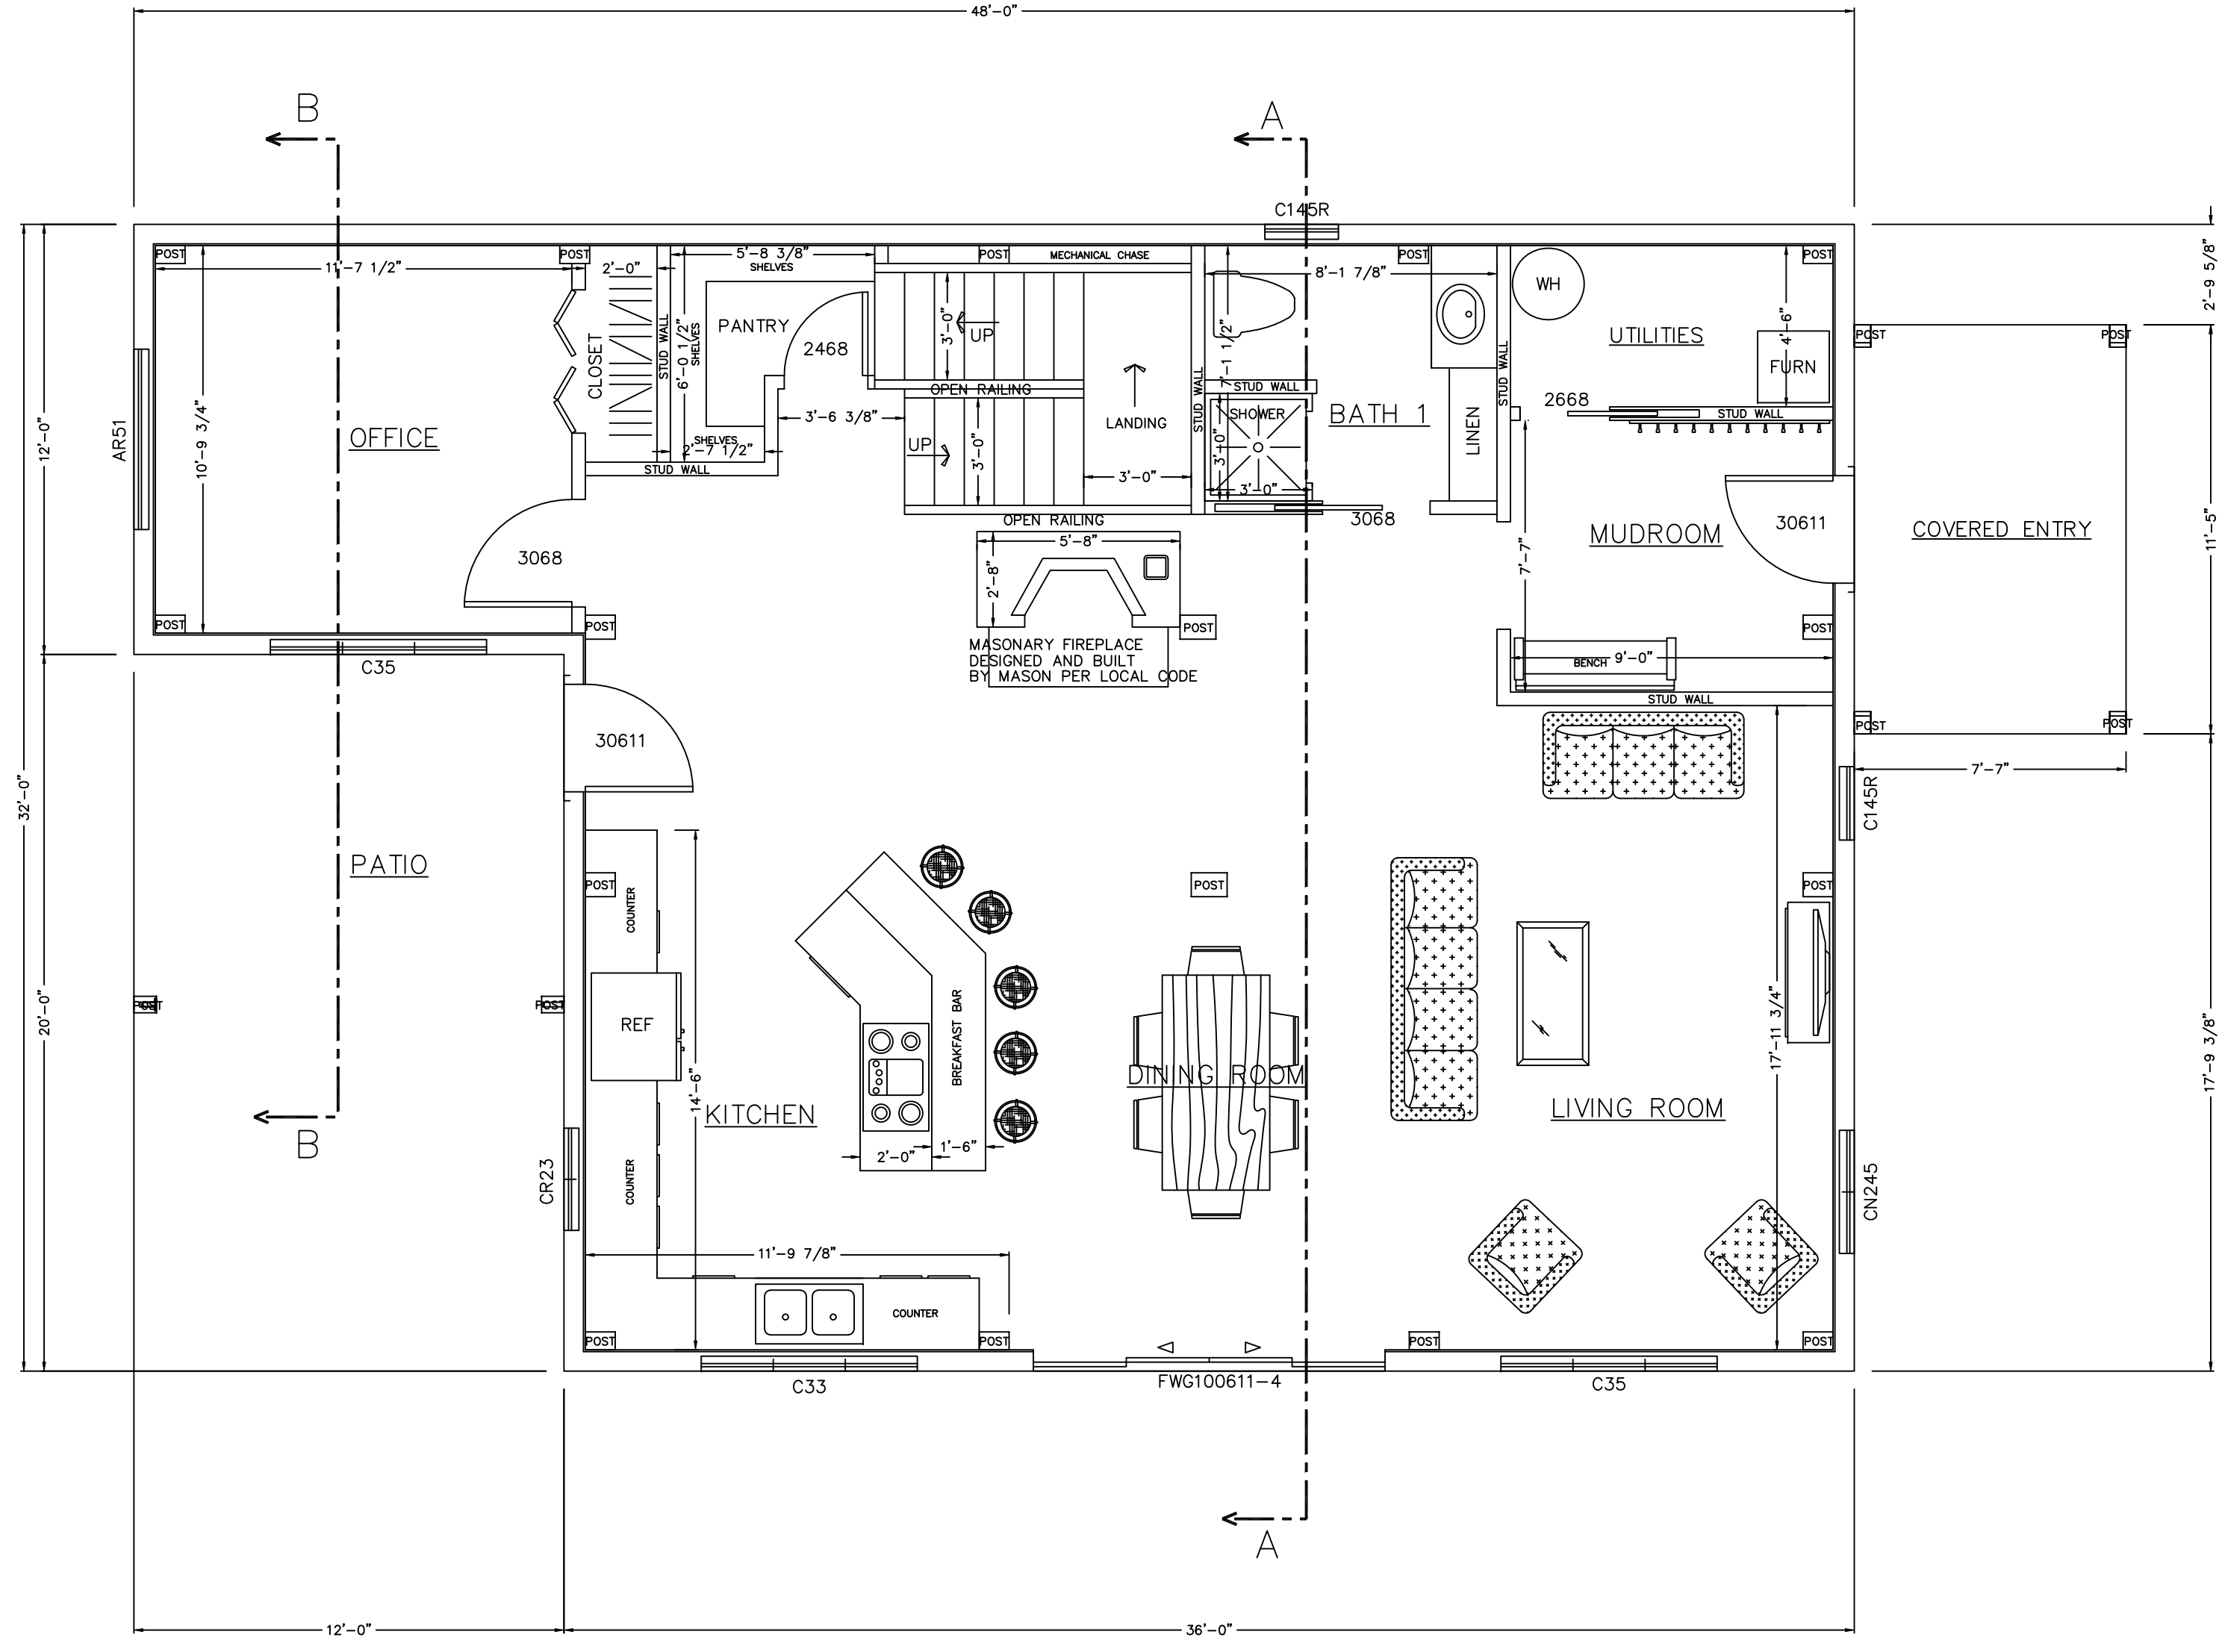 48'-0"
B
A
C145R
POST
POST
POST
POST
POST
MECHANICAL CHASE
5'-8 3/8"
SHELVES
11'-7 1/2"
2'-0"
8'-1 7/8"
2'-9 5/8"
WH
PANTRY
2468
UP
3'-0"
7'-1 1/2"
UTILITIES
4'-6"
FURN
POST
POST
STUD WALL
6'-0 1/2"
SHELVES
CLOSET
STUD WALL
STUD WALL
OPEN RAILING
STUD WALL
2668
STUD WALL
AR51
12'-0"
10'-9 3/4"
OFFICE
3'-6 3/8"
LANDING
SHOWER
BATH 1
LINEN
SHELVES
2'-7 1/2"
UP
3'-0"
3'-0"
3'-0"
3'-0"
STUD WALL
OPEN RAILING
3068
MUDROOM
30611
COVERED ENTRY
11'-5"
3068
5'-8"
2'-8"
7'-7"
POST
POST
POST
POST
MASONARY FIREPLACE
DESIGNED AND BUILT
BY MASON PER LOCAL CODE
BENCH
9'-0"
C35
STUD WALL
POST
POST
30611
7'-7"
32'-0"
C145R
PATIO
POST
POST
POST
COUNTER
POST
POST
20'-0"
REF
BREAKFAST BAR
DINING ROOM
17'-11 3/4"
17'-9 3/8"
14'-6"
KITCHEN
LIVING ROOM
B
2'-0"
1'-6"
CR23
COUNTER
CN245
11'-9 7/8"
COUNTER
POST
POST
POST
POST
C33
FWG100611-4
C35
A
12'-0"
36'-0"